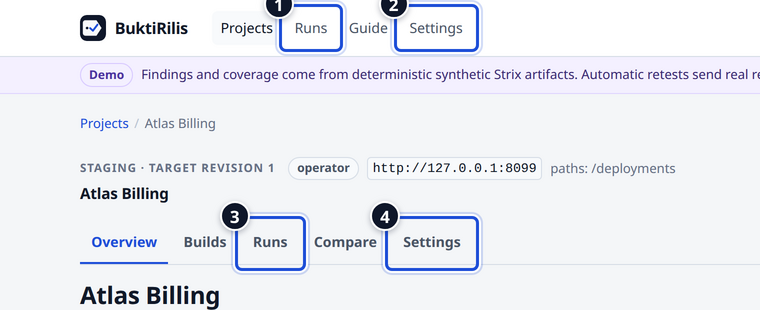 1 2
BuktiRilis Projects Runs Guide Settings
Demo Findings and coverage come from deterministic synthetic Strix artifacts. Automatic retests send real
Projects / Atlas Billing
STAGING · TARGET REVISION 1 operator http://127.0.0.1:8099 paths: /deployments
Atlas Billing
3 4
Overview Builds Runs Compare Settings
Atlas Billing